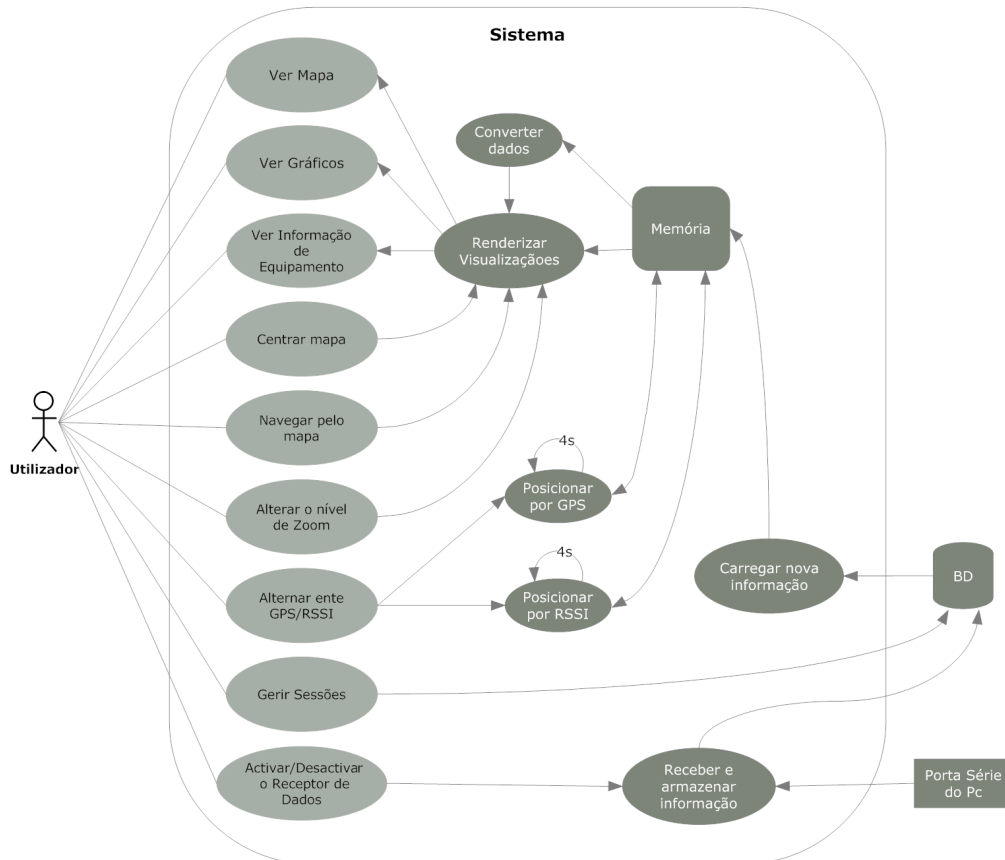 Sistema
Ver Mapa
Converter
dados
Ver Gráficos
Memória
Ver Informação
de
Equipamento
Renderizar
Visualizaçãoes
Centrar mapa
Navegar pelo
mapa
Utilizador
4s
Posicionar
por GPS
Alterar o nível
de Zoom
4s
Posicionar
por RSSI
Carregar nova
informação
BD
Alternar ente
GPS/RSSI
Gerir Sessões
Activar/Desactivar
o Receptor de
Dados
Receber e
armazenar
informação
Porta Série
do Pc